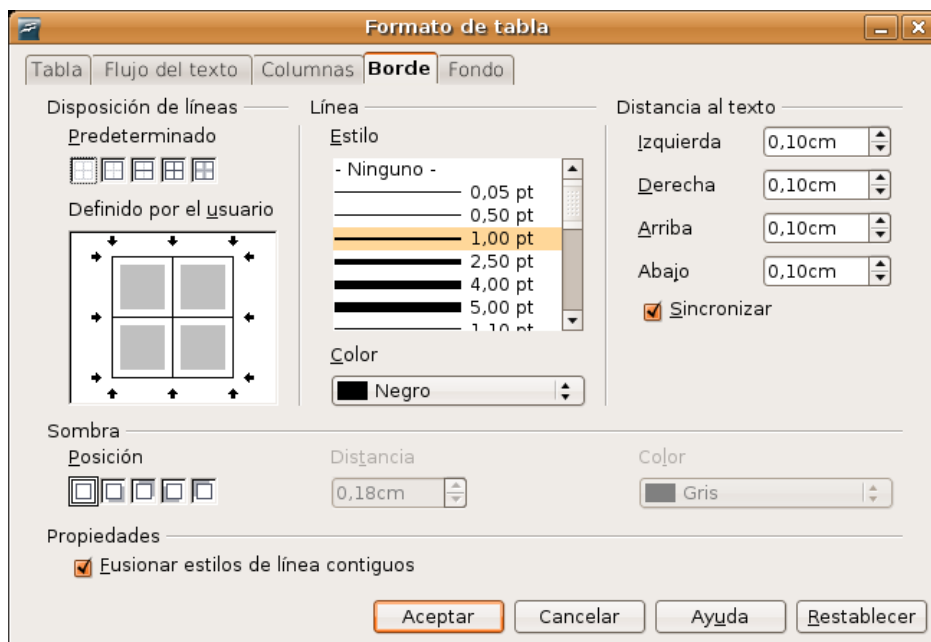 Formato de tabla
Tabla Flujo del texto Columnas Borde Fondo
Disposición de líneas
Predeterminado
Definido por el usuario
Línea
Estilo
- Ninguno -
0,05 pt
0,50 pt
1,00 pt
2,50 pt
4,00 pt
5,00 pt
1,10 pt
Color
Negro
Distancia al texto
Izquierda 0,10cm
Derecha 0,10cm
Arriba 0,10cm
Abajo 0,10cm
Sincronizar
Sombra
Posición
Distancia
0,18cm
Color
Gris
Propiedades
Fusionar estilos de línea contiguos
Aceptar Cancelar Ayuda Restablecer